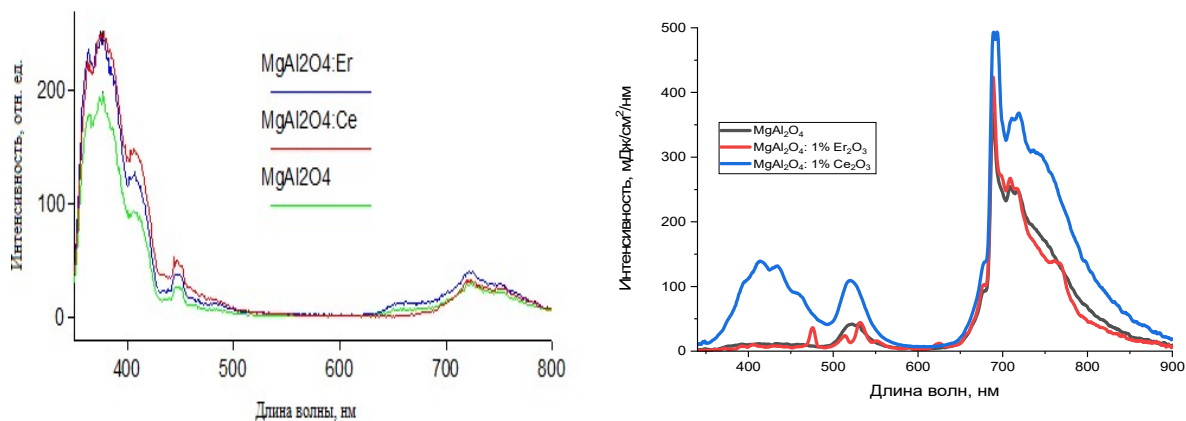 200
100
0
400
500
600
700
800
Интенсивность, отн. ед.
Длина волны, нм
MgAl2O4:Er
MgAl2O4:Ce
MgAl2O4
500
400
300
200
100
0
400
500
600
700
800
900
Интенсивность, мДж/см²/нм
Длина волн, нм
MgAl₂O₄
MgAl₂O₄: 1% Er₂O₃
MgAl₂O₄: 1% Ce₂O₃